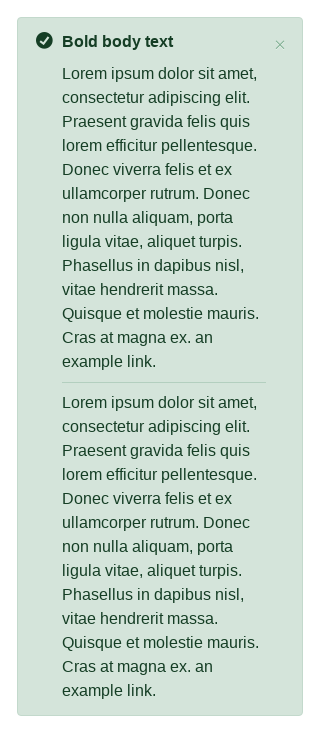 Bold body text
Lorem ipsum dolor sit amet,
consectetur adipiscing elit.
Praesent gravida felis quis
lorem efficitur pellentesque.
Donec viverra felis et ex
ullamcorper rutrum. Donec
non nulla aliquam, porta
ligula vitae, aliquet turpis.
Phasellus in dapibus nisl,
vitae hendrerit massa.
Quisque et molestie mauris.
Cras at magna ex. an
example link.
Lorem ipsum dolor sit amet,
consectetur adipiscing elit.
Praesent gravida felis quis
lorem efficitur pellentesque.
Donec viverra felis et ex
ullamcorper rutrum. Donec
non nulla aliquam, porta
ligula vitae, aliquet turpis.
Phasellus in dapibus nisl,
vitae hendrerit massa.
Quisque et molestie mauris.
Cras at magna ex. an
example link.